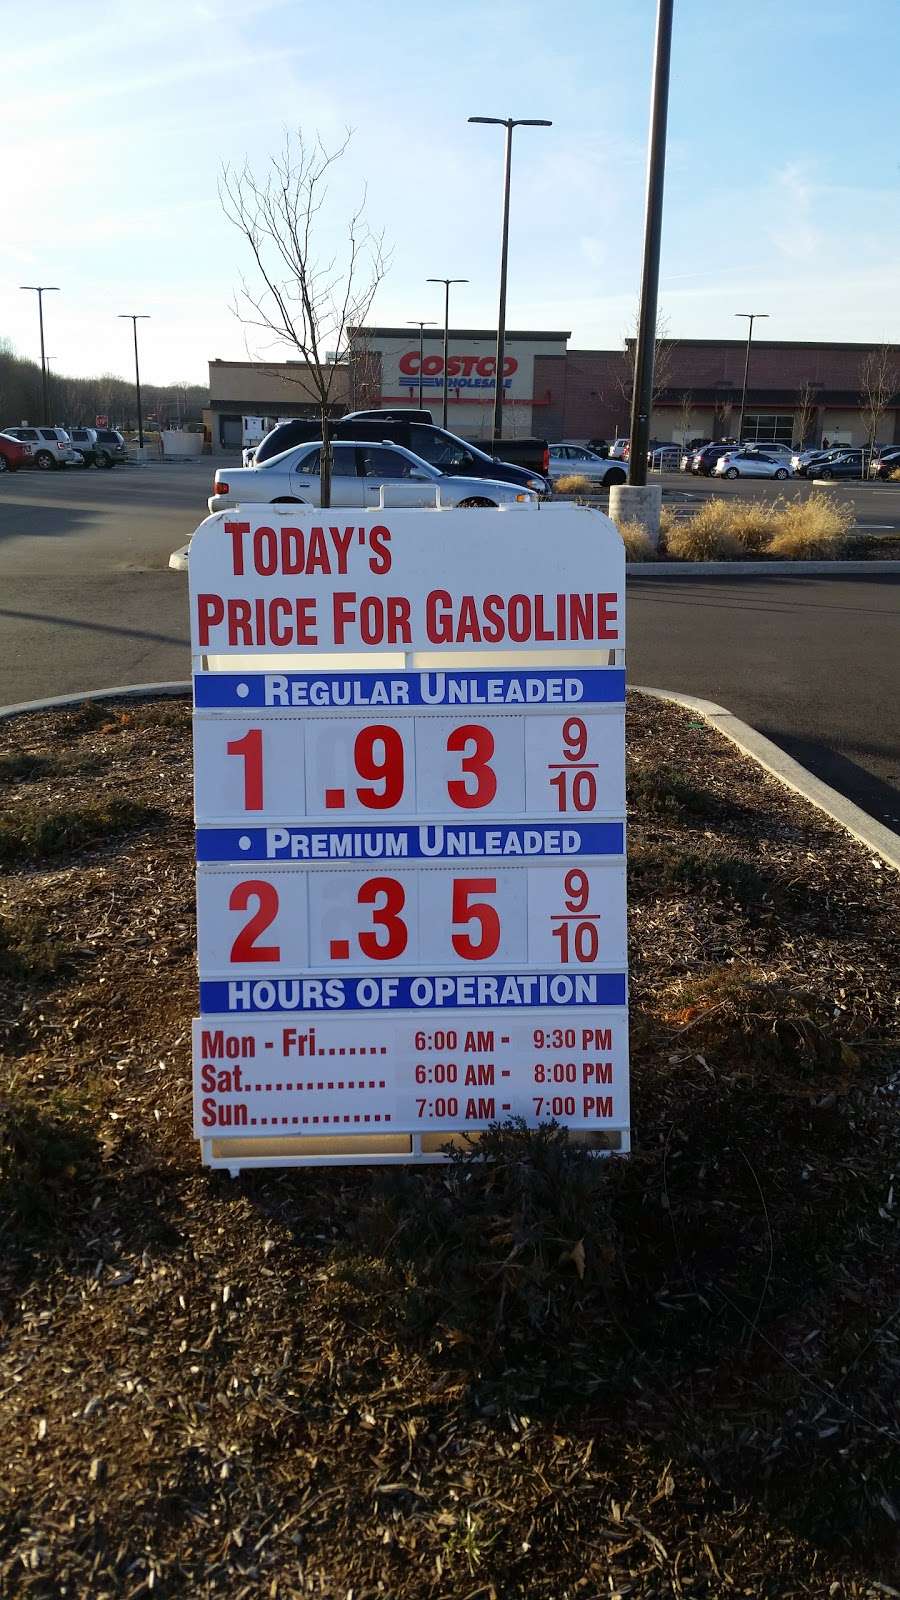 COSTCO
WHOLESALE
TODAY'S
PRICE FOR GASOLINE
• REGULAR UNLEADED
1 .9 3 9/10
• PREMIUM UNLEADED
2 .3 5 9/10
HOURS OF OPERATION
Mon - Fri....... 6:00 AM - 9:30 PM
Sat.............. 6:00 AM - 8:00 PM
Sun.............. 7:00 AM - 7:00 PM